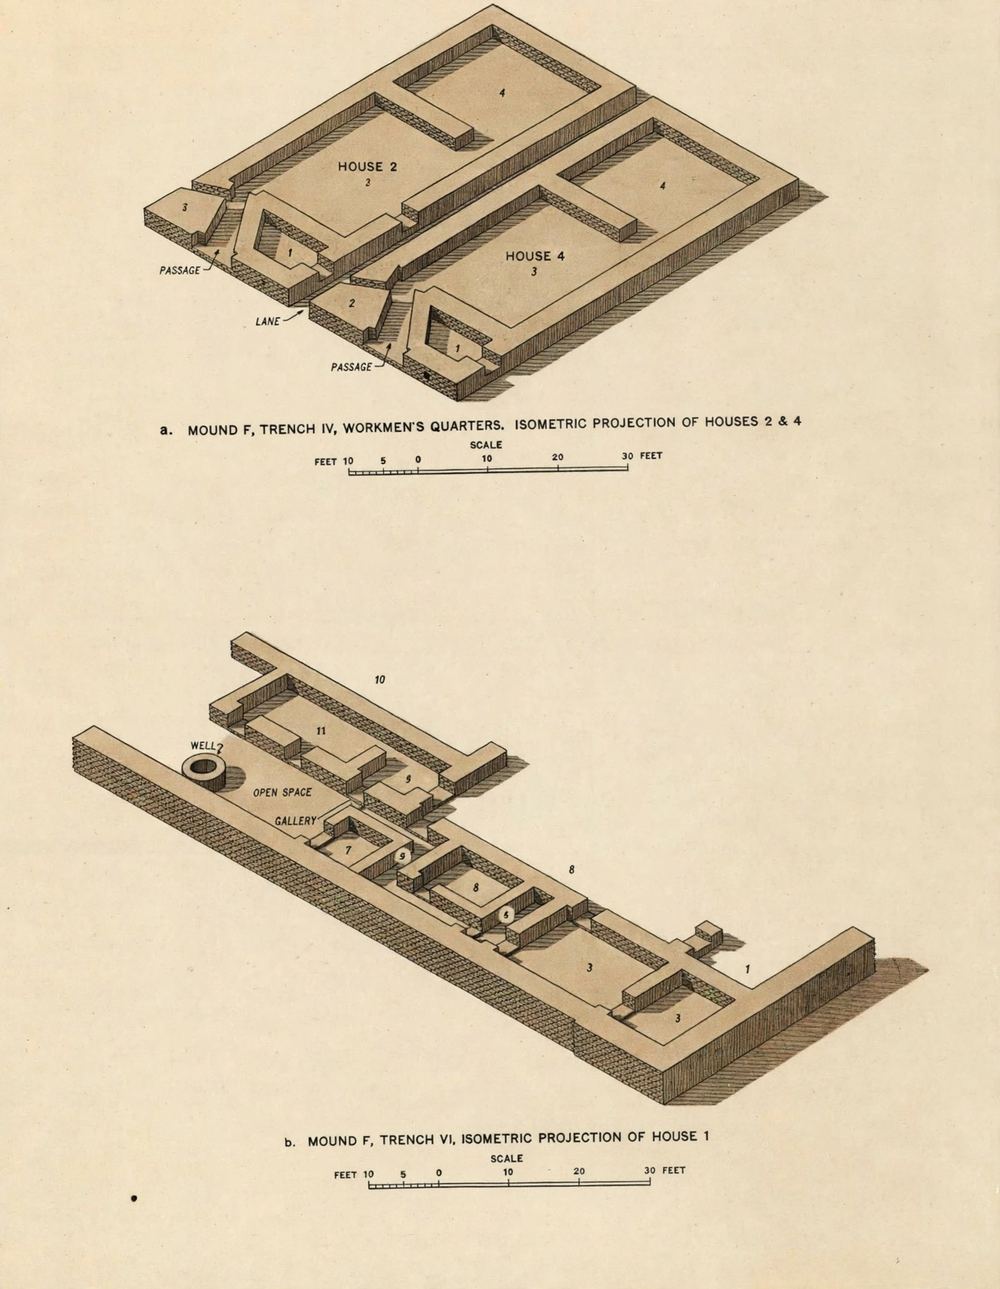 4
HOUSE 2
2
4
3
HOUSE 4
3
1
PASSAGE
2
LANE
1
PASSAGE
a. MOUND F, TRENCH IV, WORKMEN'S QUARTERS. ISOMETRIC PROJECTION OF HOUSES 2 & 4
SCALE
FEET 10 5 0 10 20 30 FEET
10
11
WELL?
9
OPEN SPACE
GALLERY
7
9
8
8
6
3
1
3
b. MOUND F, TRENCH VI, ISOMETRIC PROJECTION OF HOUSE 1
SCALE
FEET 10 5 0 10 20 30 FEET